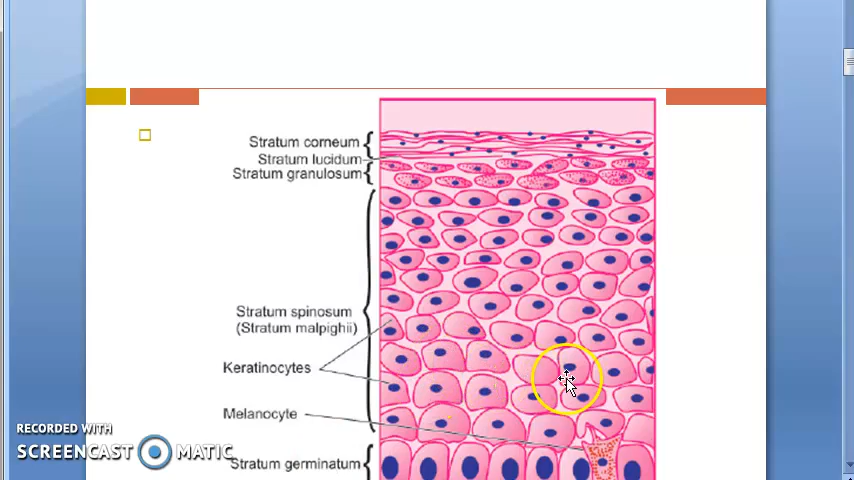 Stratum corneum
Stratum lucidum
Stratum granulosum
Stratum spinosum
(Stratum malpighii)
Keratinocytes
Melanocyte
Stratum germinatum
RECORDED WITH
SCREENCAST MATIC